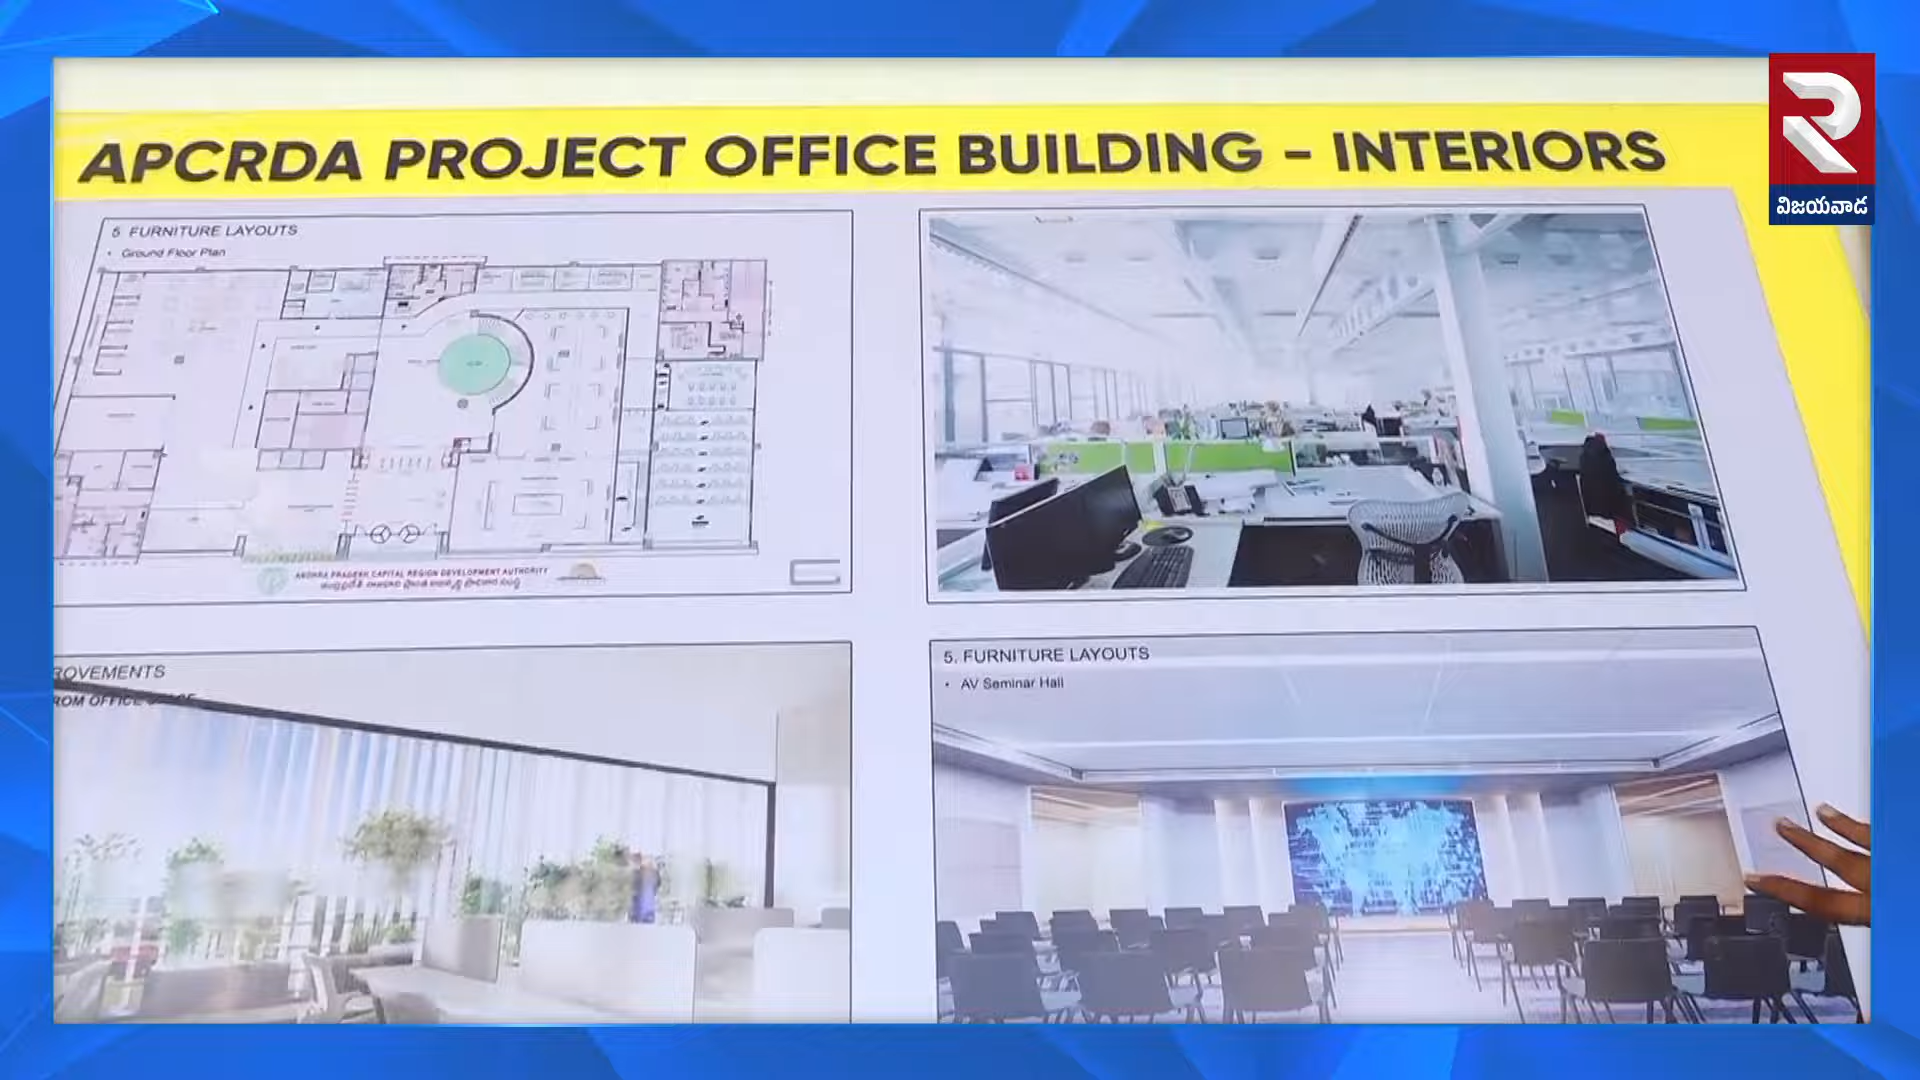 APCRDA PROJECT OFFICE BUILDING - INTERIORS
విజయవాడ
5 FURNITURE LAYOUTS
• Ground Floor Plan
ANDHRA PRADESH CAPITAL REGION DEVELOPMENT AUTHORITY
ROVEMENTS
ROM OFFICE
5. FURNITURE LAYOUTS
• AV Seminar Hall